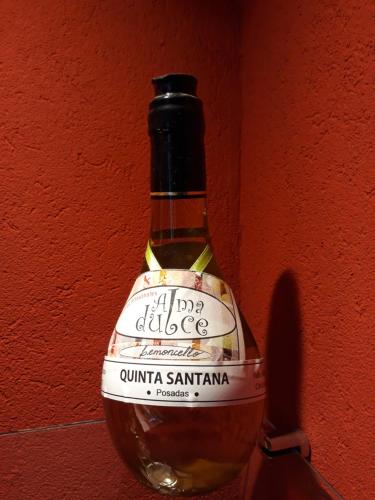 Alma
dulce
Lemoncello
QUINTA SANTANA
• Posadas •